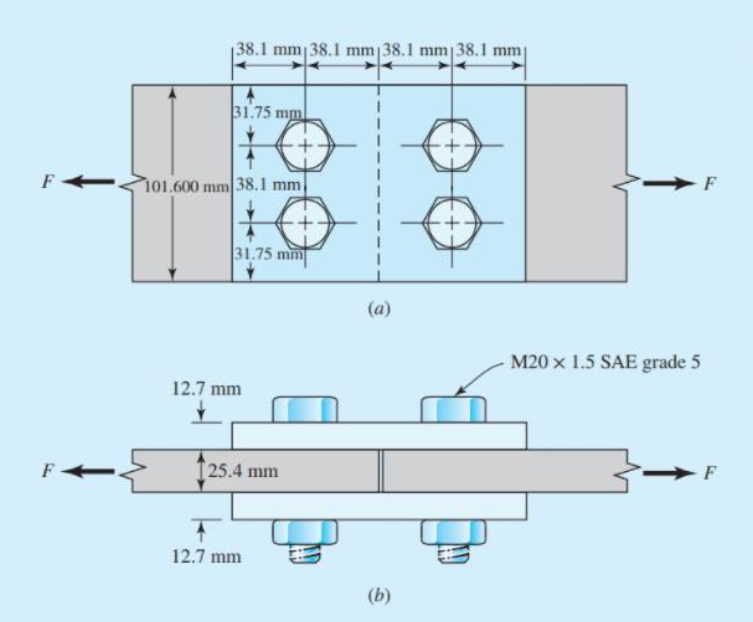 38.1 mm 38.1 mm 38.1 mm 38.1 mm
31.75 mm
F
101.600 mm
38.1 mm
F
31.75 mm
(a)
M20 × 1.5 SAE grade 5
12.7 mm
F
25.4 mm
F
12.7 mm
(b)